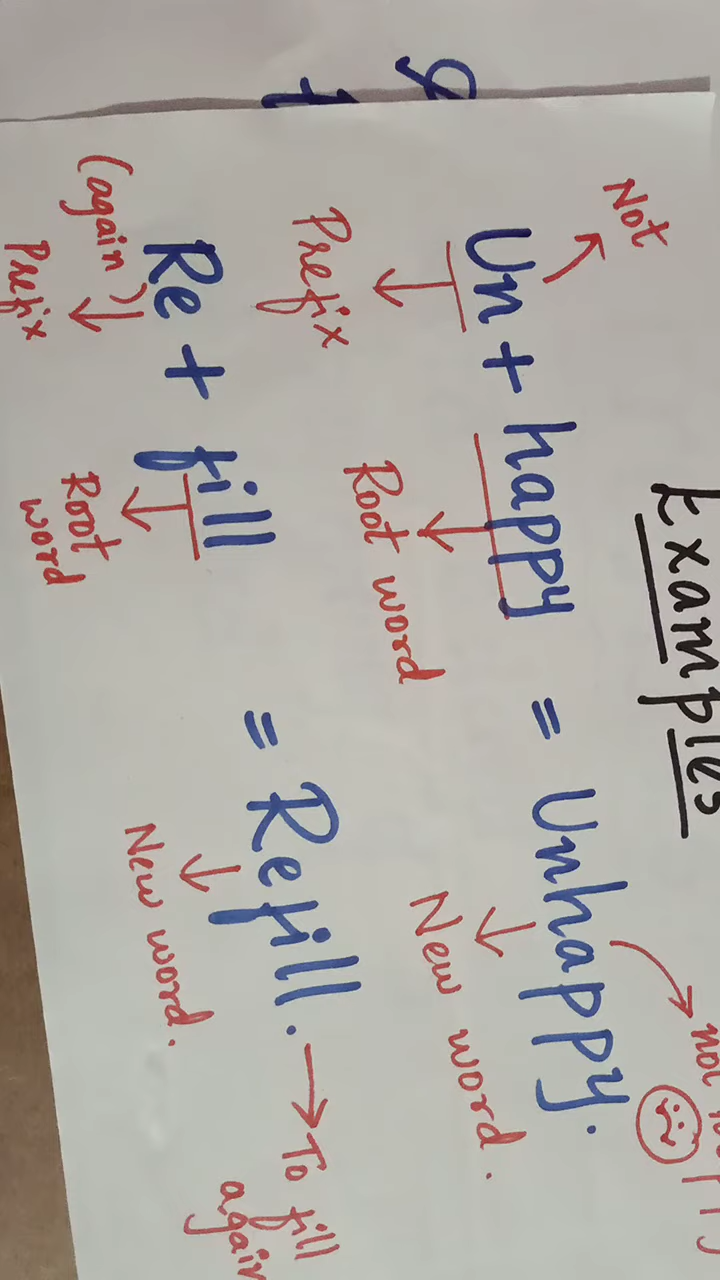 Examples
Not
not happy
Un + happy = Unhappy.
Prefix Root word New word.
Re + fill = Refill. → To fill again
(again)
Prefix Root word New word.